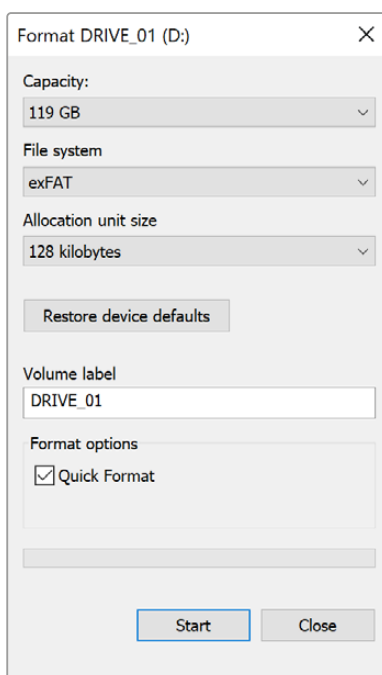 Format DRIVE_01 (D:)
Capacity:
119 GB
File system
exFAT
Allocation unit size
128 kilobytes
Restore device defaults
Volume label
DRIVE_01
Format options
Quick Format
Start Close